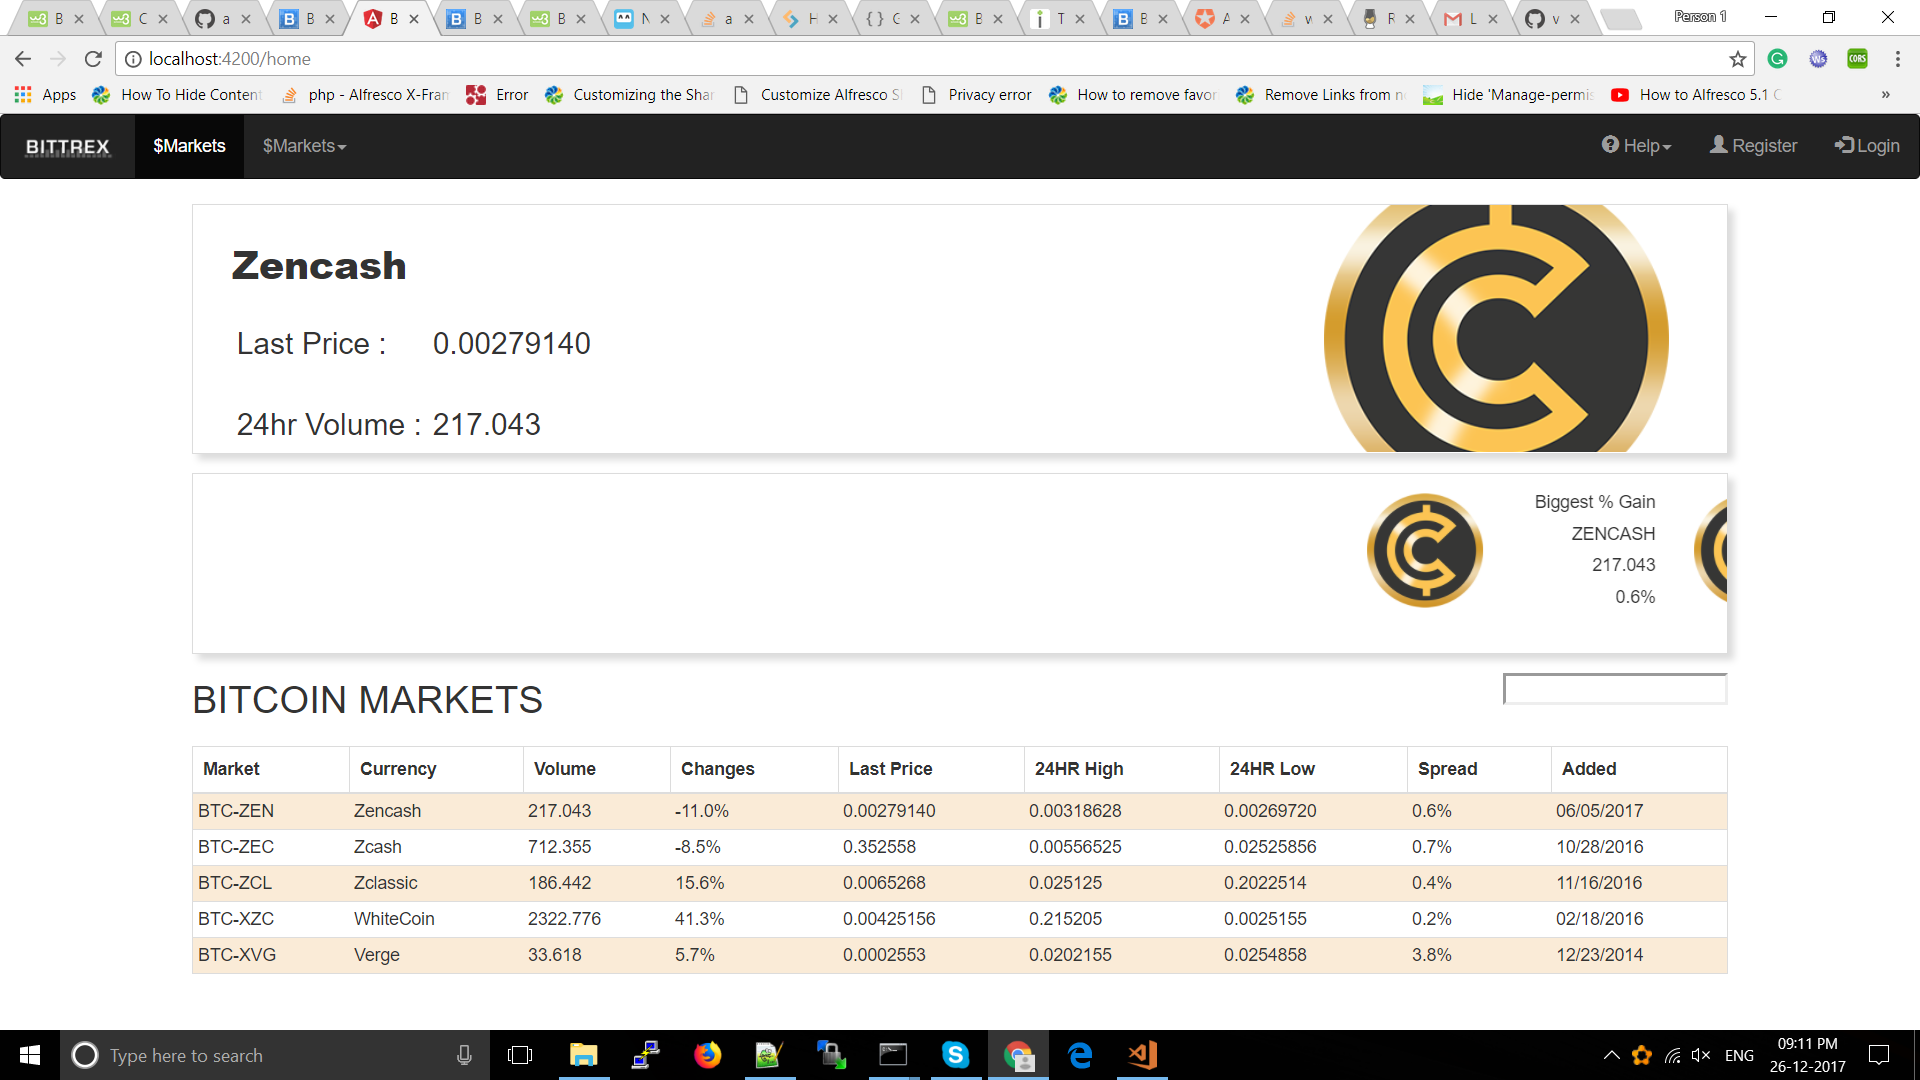 B C a B B B B N a H { } C B T B A w R L v Person 1
localhost:4200/home
Apps How To Hide Content php - Alfresco X-Fram Error Customizing the Shar Customize Alfresco S Privacy error How to remove favor Remove Links from n Hide 'Manage-permis How to Alfresco 5.1 C »
BITTREX $Markets $Markets Help Register Login
Zencash
Last Price : 0.00279140
24hr Volume : 217.043
Biggest % Gain
ZENCASH
217.043
0.6%
BITCOIN MARKETS
Market Currency Volume Changes Last Price 24HR High 24HR Low Spread Added
BTC-ZEN Zencash 217.043 -11.0% 0.00279140 0.00318628 0.00269720 0.6% 06/05/2017
BTC-ZEC Zcash 712.355 -8.5% 0.352558 0.00556525 0.02525856 0.7% 10/28/2016
BTC-ZCL Zclassic 186.442 15.6% 0.0065268 0.025125 0.2022514 0.4% 11/16/2016
BTC-XZC WhiteCoin 2322.776 41.3% 0.00425156 0.215205 0.0025155 0.2% 02/18/2016
BTC-XVG Verge 33.618 5.7% 0.0002553 0.0202155 0.0254858 3.8% 12/23/2014
Type here to search ENG 09:11 PM
26-12-2017